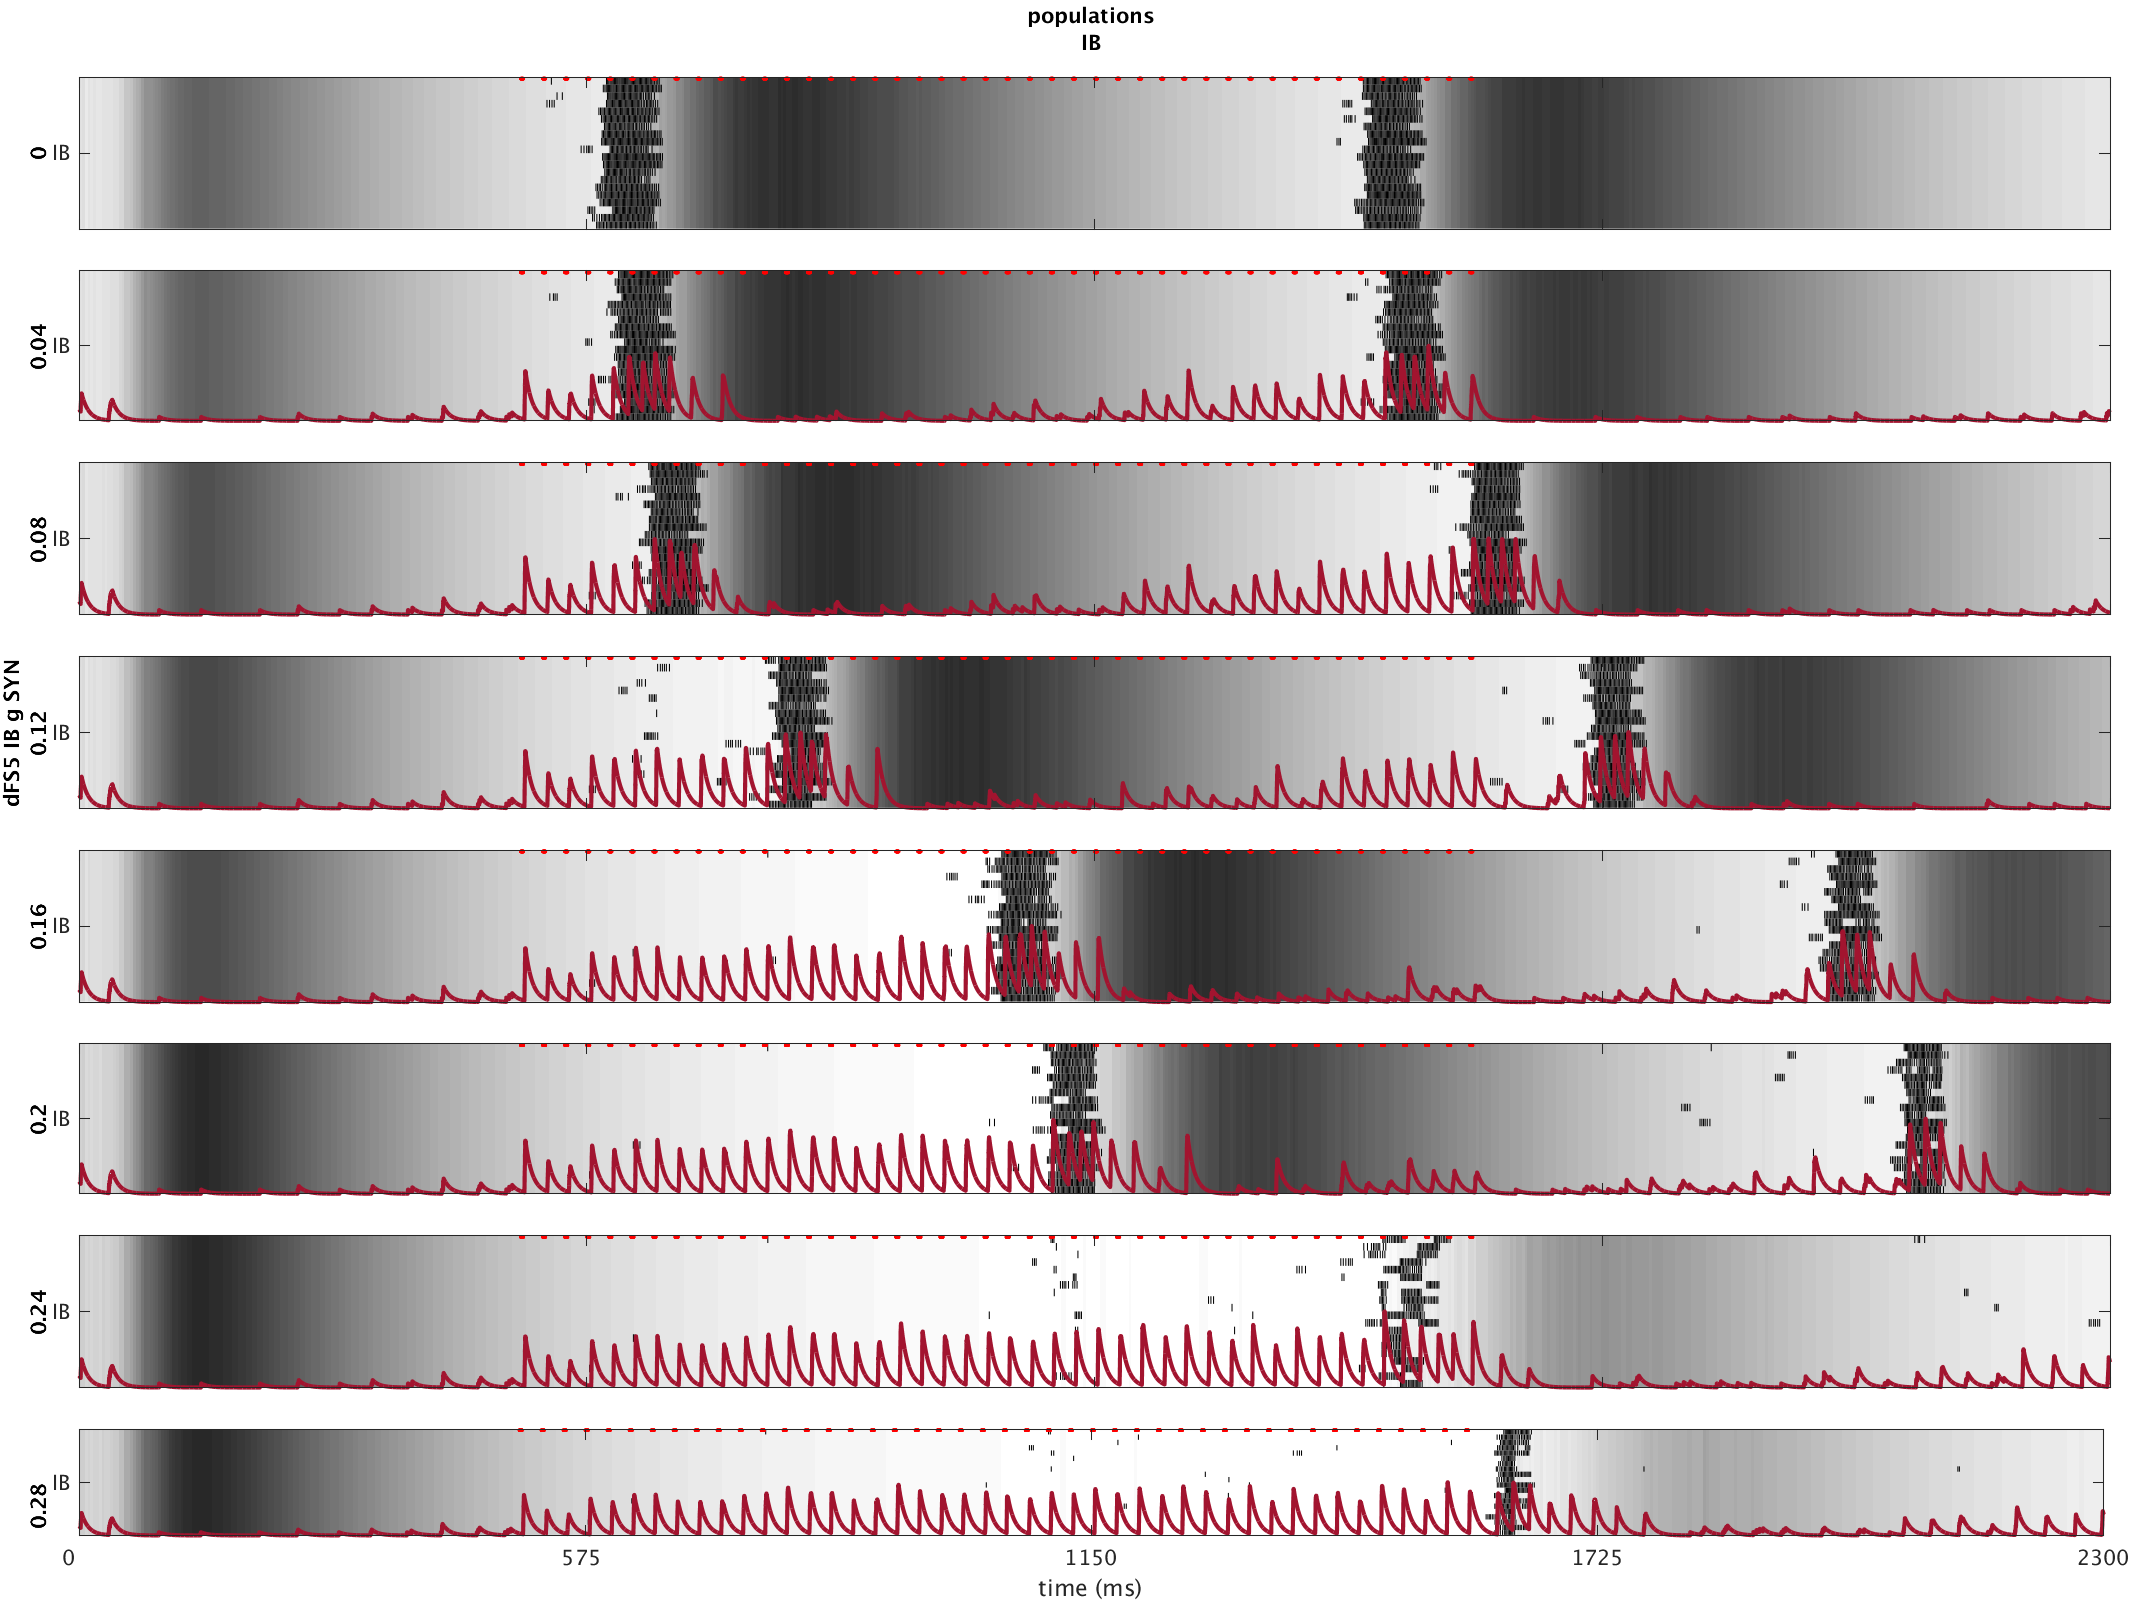 populations
IB
dFS5 IB g SYN
0 IB
0.04 IB
0.08 IB
0.12 IB
0.16 IB
0.2 IB
0.24 IB
0.28 IB
0 575 1150 1725 2300
time (ms)